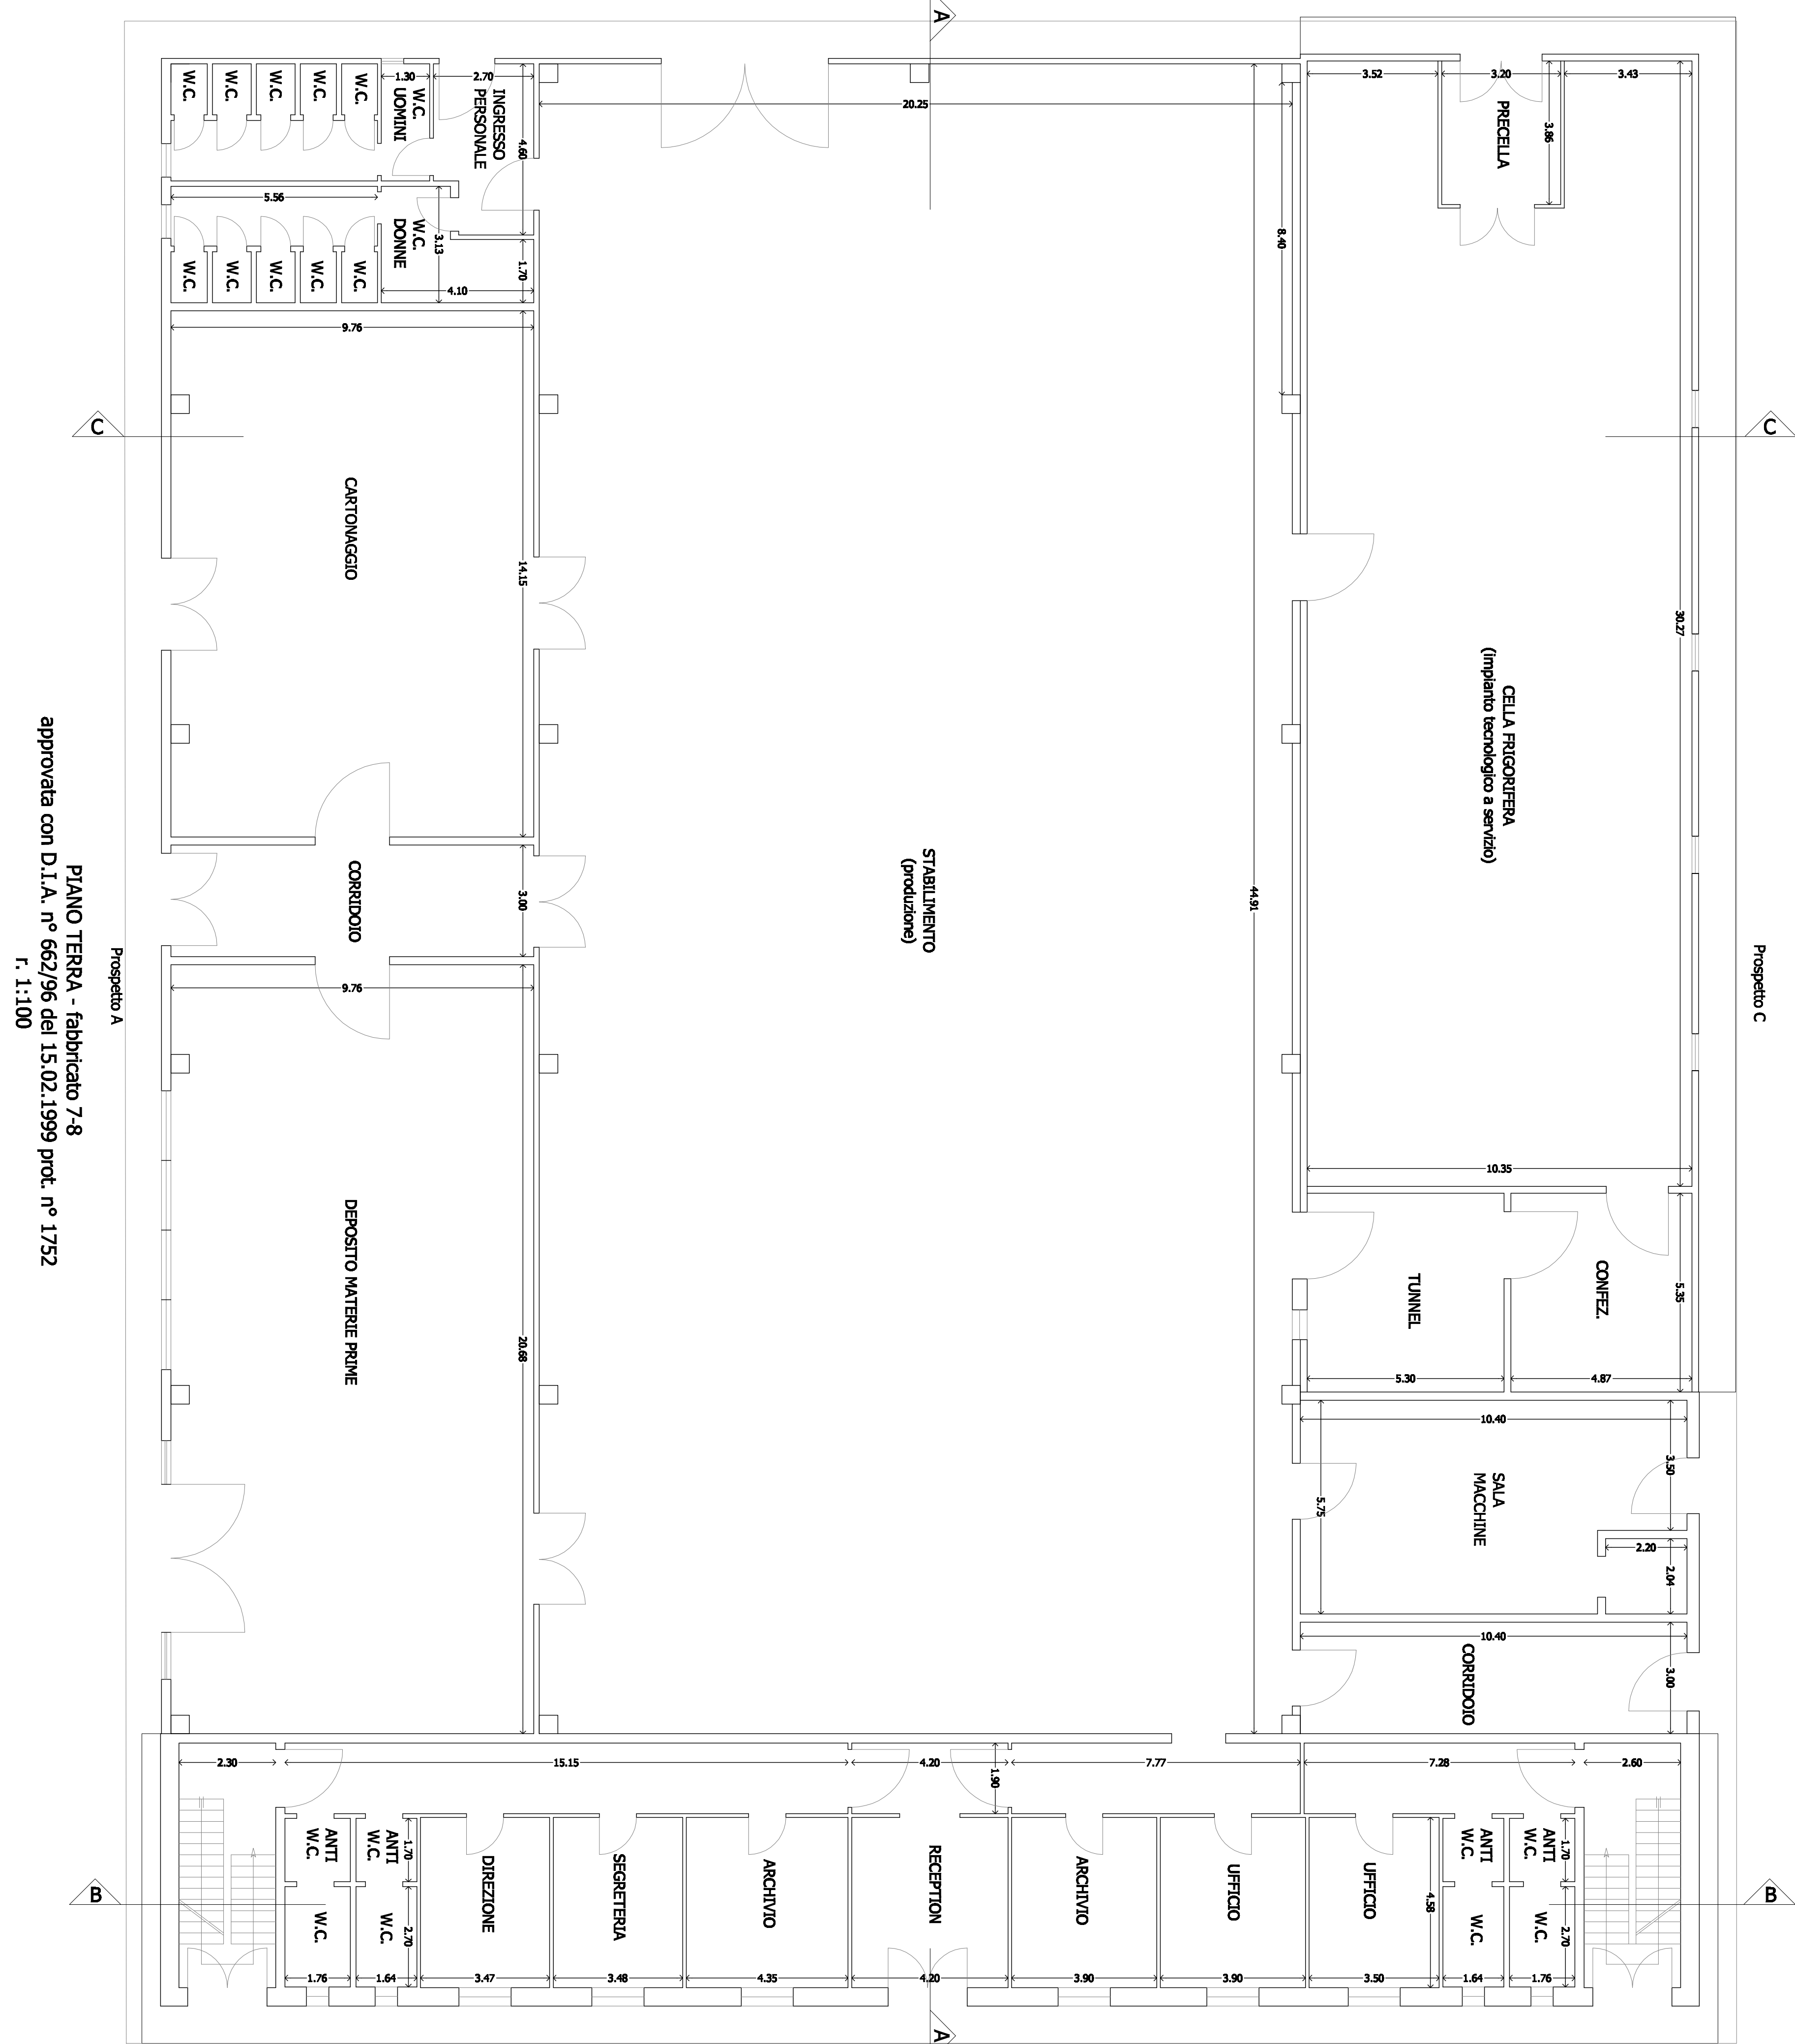 A
W.C.
W.C.
W.C.
W.C.
W.C.
1.30
W.C.
UOMINI
2.70
INGRESSO
PERSONALE
4.60
20.25
3.52
3.20
3.43
PRECELLA
3.86
5.56
W.C.
DONNE
3.13
1.70
4.10
8.40
W.C.
W.C.
W.C.
W.C.
W.C.
9.76
C
C
CARTONAGGIO
14.15
30.27
CELLA FRIGORIFERA
(impianto tecnologico a servizio)
CORRIDOIO
3.00
STABILIMENTO
(produzione)
44.91
Prospetto A
Prospetto C
9.76
PIANO TERRA - fabbricato 7-8
approvata con D.I.A. n° 662/96 del 15.02.1999 prot. n° 1752
r. 1:100
10.35
DEPOSITO MATERIE PRIME
20.68
TUNNEL
CONFEZ.
5.35
5.30
4.87
10.40
3.50
SALA
MACCHINE
5.75
2.20
2.04
10.40
CORRIDOIO
3.00
2.30
15.15
4.20
1.90
7.77
7.28
2.60
ANTI
W.C.
ANTI
W.C.
1.70
DIREZIONE
SEGRETERIA
ARCHIVIO
RECEPTION
ARCHIVIO
UFFICIO
UFFICIO
4.58
ANTI
W.C.
ANTI
W.C.
1.70
B
B
W.C.
W.C.
2.70
W.C.
W.C.
2.70
1.76
1.64
3.47
3.48
4.35
4.20
3.90
3.90
3.50
1.64
1.76
A